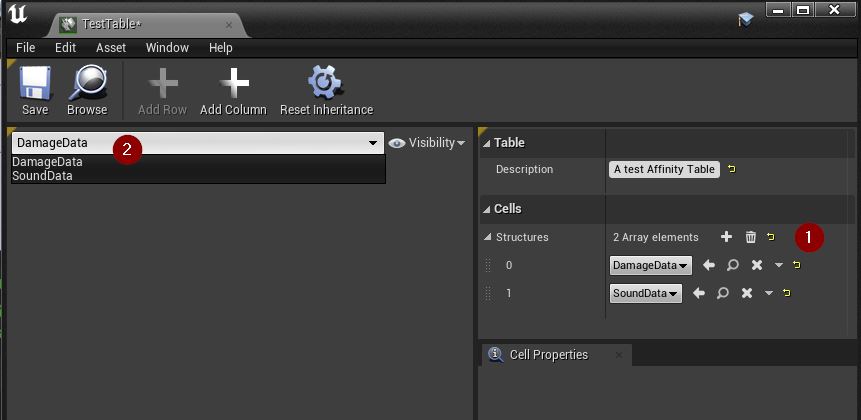 TestTable*
File Edit Asset Window Help
Save Browse Add Row Add Column Reset Inheritance
DamageData 2 Visibility
DamageData
SoundData
Table
Description A test Affinity Table
Cells
Structures 2 Array elements 1
0 DamageData
1 SoundData
Cell Properties